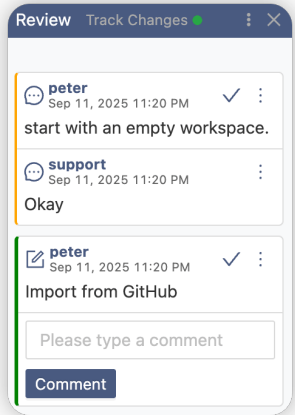 Review Track Changes
peter
Sep 11, 2025 11:20 PM
start with an empty workspace.
support
Sep 11, 2025 11:20 PM
Okay
peter
Sep 11, 2025 11:20 PM
Import from GitHub
Please type a comment
Comment